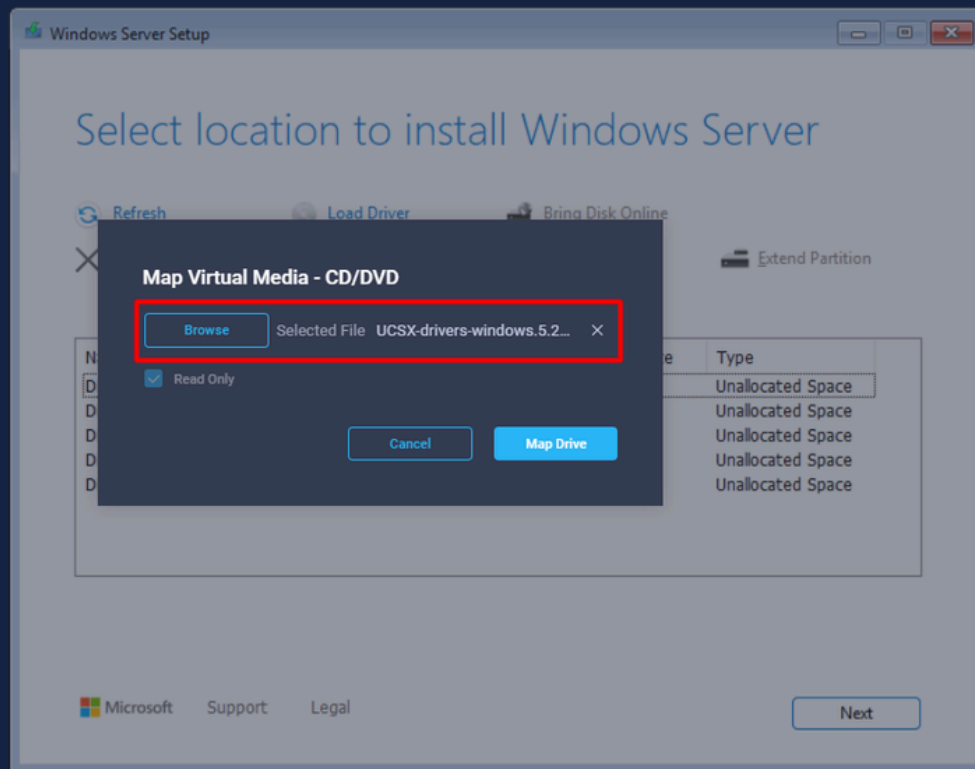 Windows Server Setup
Select location to install Windows Server
Refresh Load Driver Bring Disk Online
Extend Partition
Map Virtual Media - CD/DVD
Browse Selected File UCSX-drivers-windows.5.2...
Read Only
Cancel Map Drive
Type
Unallocated Space
Unallocated Space
Unallocated Space
Unallocated Space
Unallocated Space
Microsoft Support Legal
Next